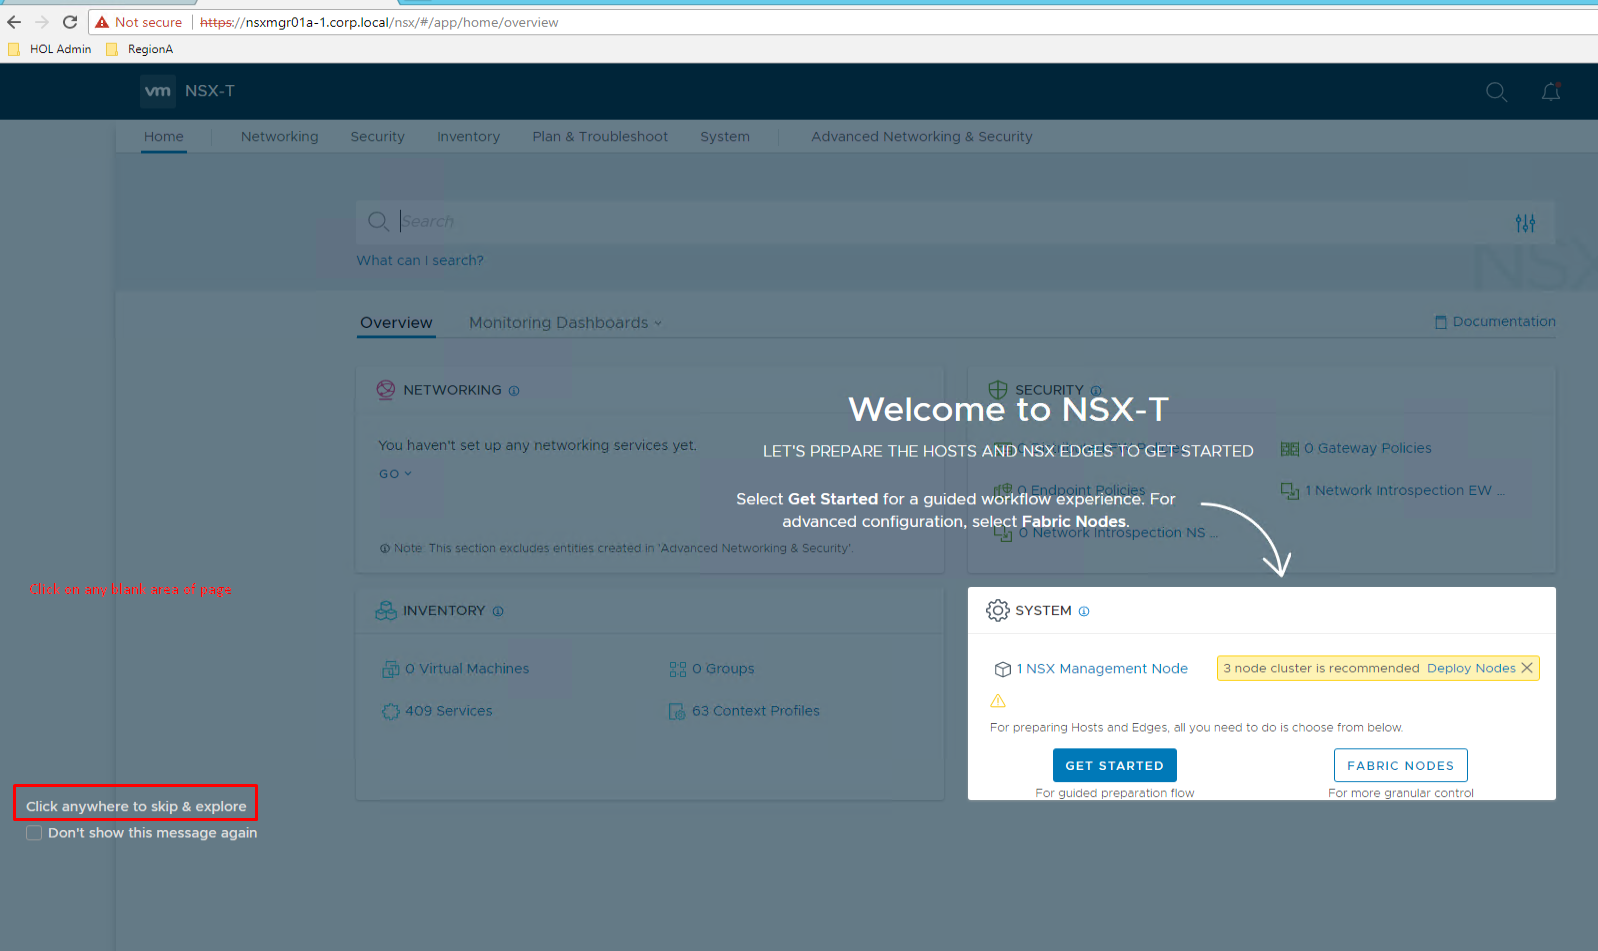 Not secure https://nsxmgr01a-1.corp.local/nsx/#/app/home/overview
HOL Admin RegionA
vm NSX-T
Home Networking Security Inventory Plan & Troubleshoot System Advanced Networking & Security
Search
What can I search?
NSX
Overview Monitoring Dashboards Documentation
NETWORKING
You haven't set up any networking services yet.
GO
Note: This section excludes entities created in 'Advanced Networking & Security'.
SECURITY
Welcome to NSX-T
LET'S PREPARE THE HOSTS AND NSX EDGES TO GET STARTED
0 Gateway Policies
0 Endpoint Policies
1 Network Introspection EW ...
Select Get Started for a guided workflow experience. For
advanced configuration, select Fabric Nodes.
0 Network Introspection NS ...
Click on any blank area of page
INVENTORY
0 Virtual Machines 0 Groups
409 Services 63 Context Profiles
SYSTEM
1 NSX Management Node 3 node cluster is recommended Deploy Nodes
For preparing Hosts and Edges, all you need to do is choose from below.
GET STARTED FABRIC NODES
For guided preparation flow For more granular control
Click anywhere to skip & explore
Don't show this message again